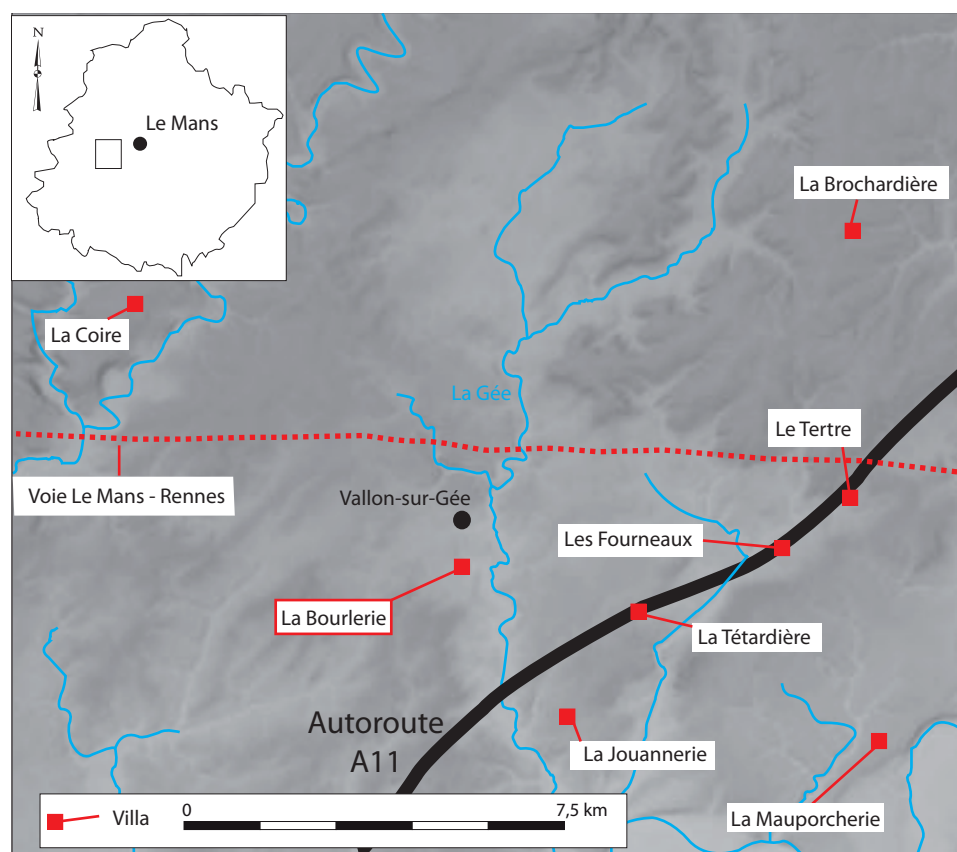 N
Le Mans
La Brochardière
La Coire
La Gée
Le Tertre
Voie Le Mans - Rennes
Vallon-sur-Gée
Les Fourneaux
La Bourlerie
La Tétardière
Autoroute
A11
La Jouannerie
0
7,5 km
Villa
La Mauporcherie